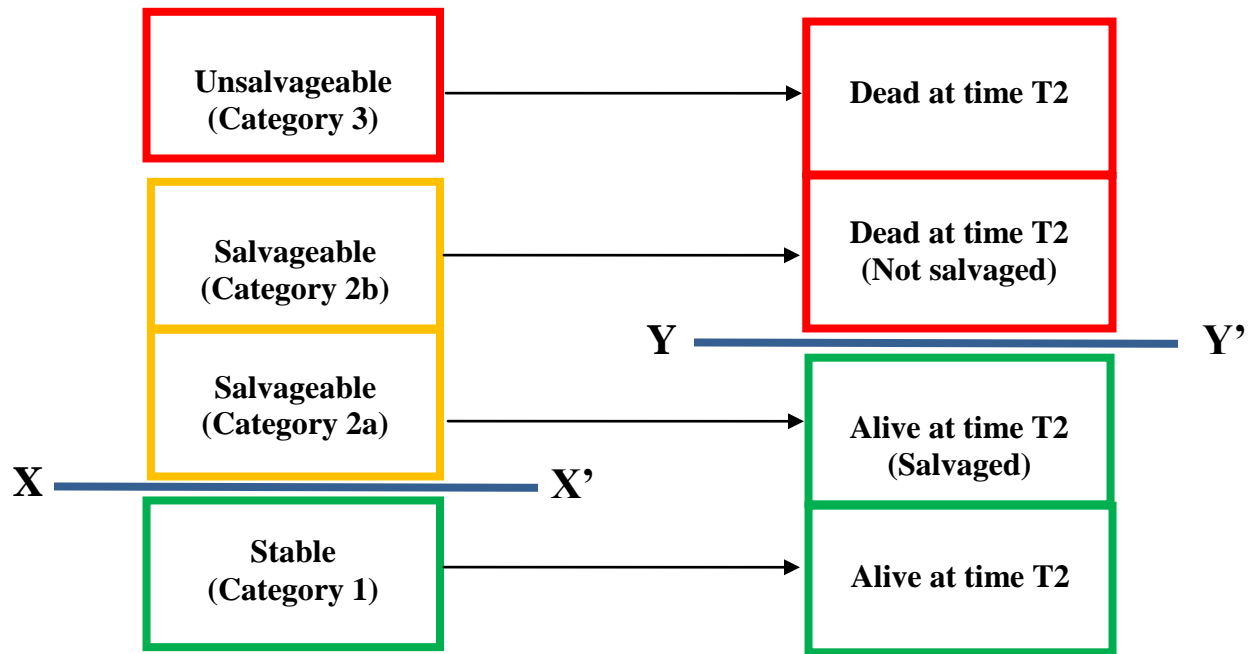 Unsalvageable
(Category 3)
Dead at time T2
Salvageable
(Category 2b)
Dead at time T2
(Not salvaged)
Y Y’
Salvageable
(Category 2a)
Alive at time T2
(Salvaged)
X X’
Stable
(Category 1)
Alive at time T2